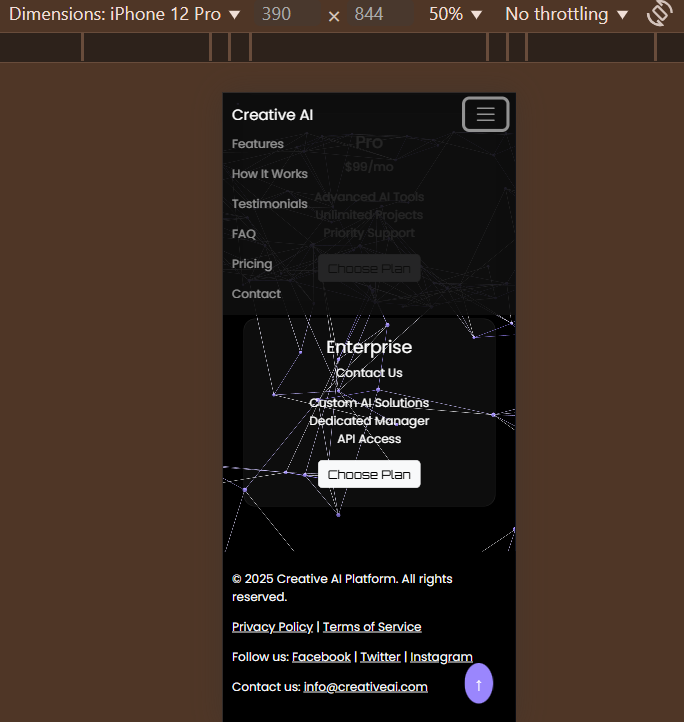 Dimensions: iPhone 12 Pro ▼ 390 × 844 50% ▼ No throttling ▼
Creative AI
Features
How It Works
Testimonials
FAQ
Pricing
Contact
Pro
$99/mo
Advanced AI Tools
Unlimited Projects
Priority Support
Choose Plan
Enterprise
Contact Us
Custom AI Solutions
Dedicated Manager
API Access
Choose Plan
© 2025 Creative AI Platform. All rights
reserved.
Privacy Policy | Terms of Service
Follow us: Facebook | Twitter | Instagram
Contact us: info@creativeai.com
↑